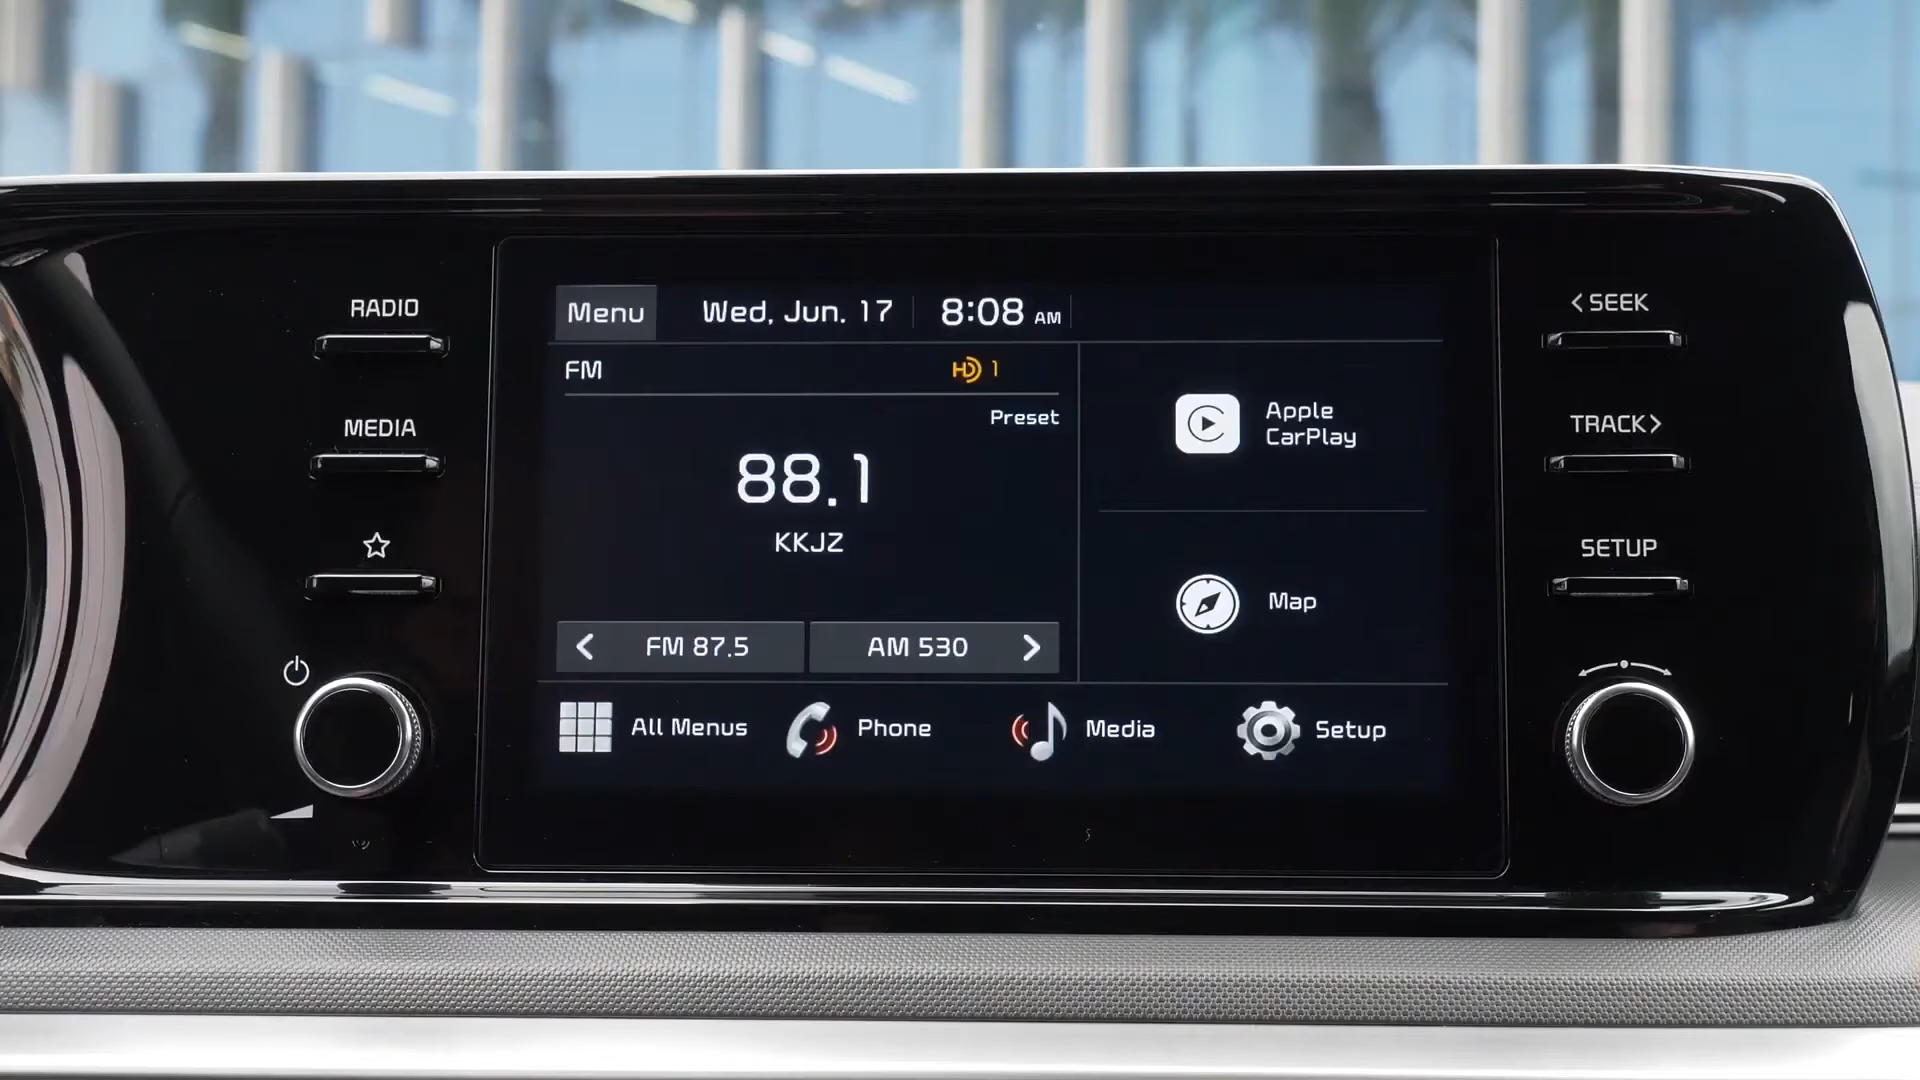 RADIO
MEDIA
Menu
Wed, Jun. 17
8:08 AM
FM
HD 1
Preset
88.1
KKJZ
< FM 87.5
AM 530 >
Apple
CarPlay
Map
All Menus
Phone
Media
Setup
< SEEK
TRACK >
SETUP